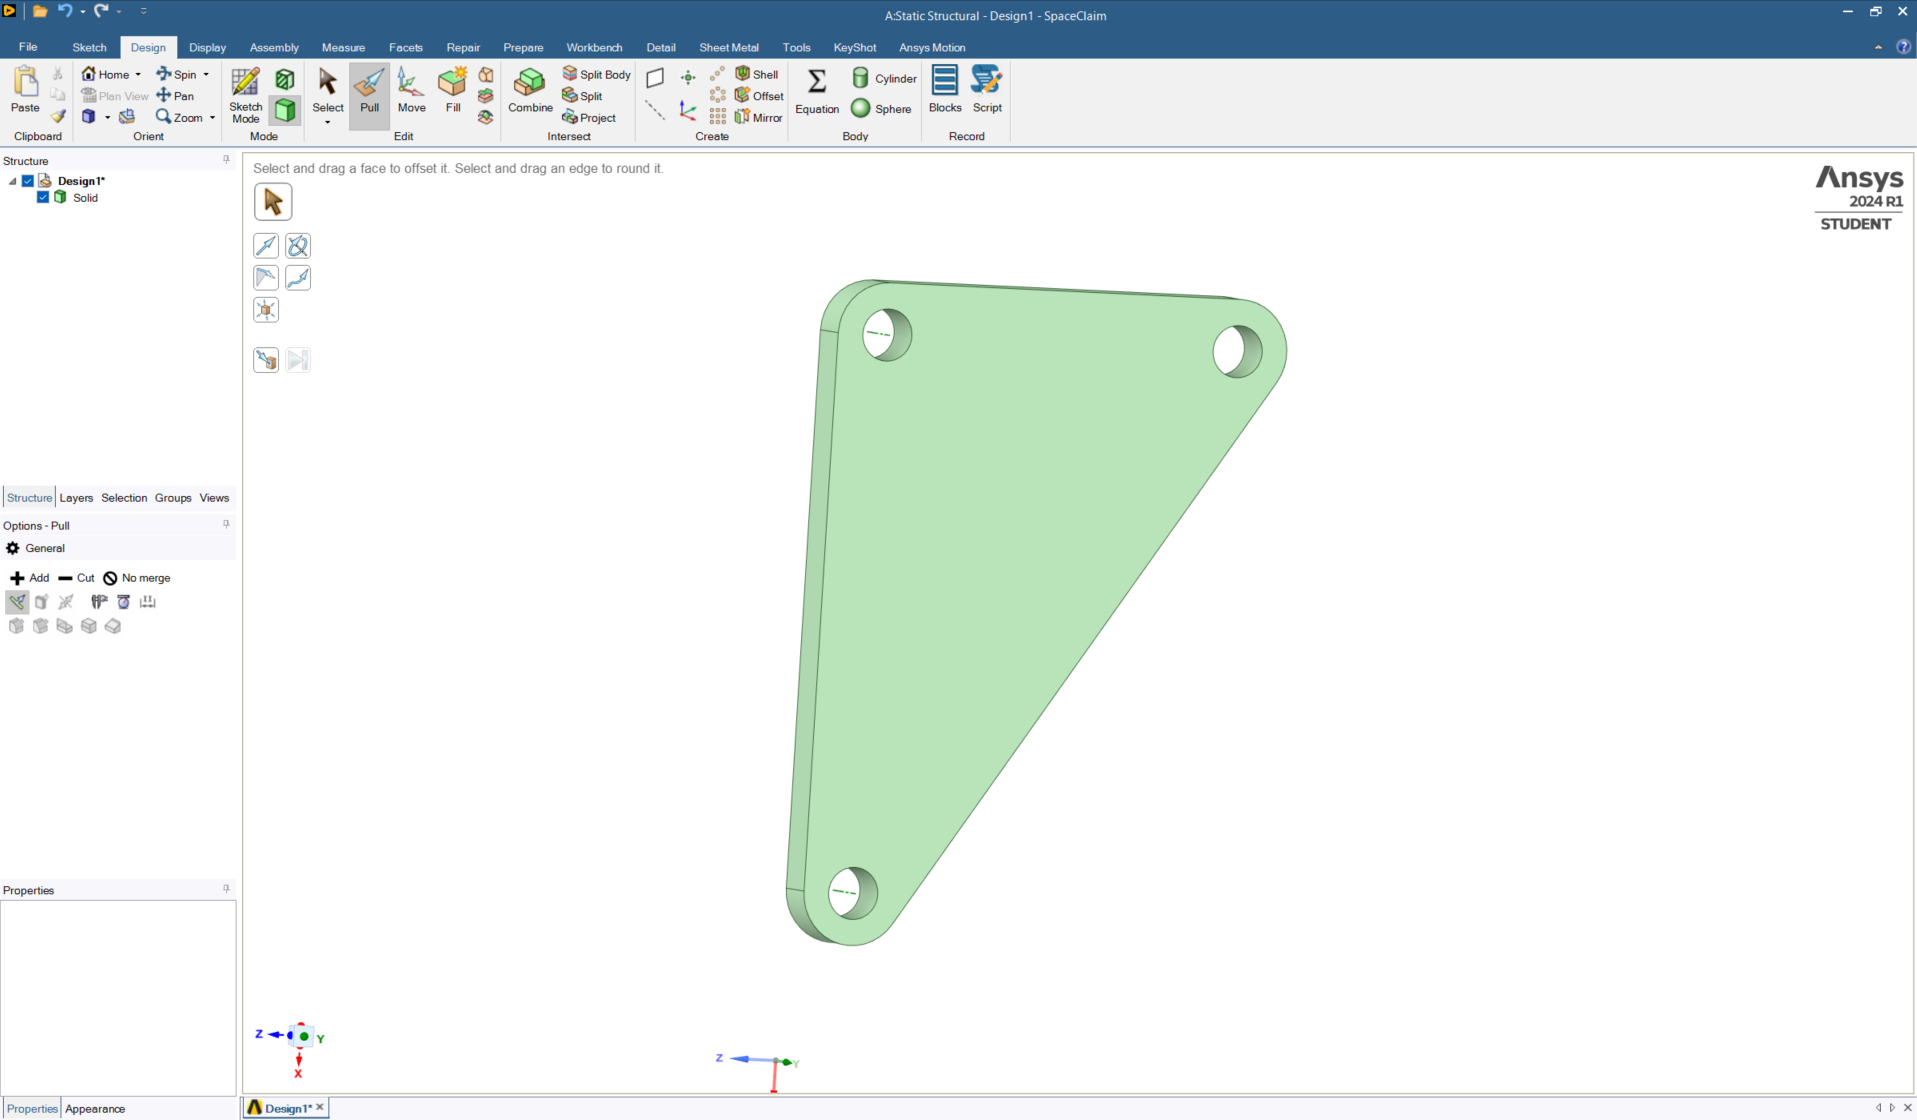 A:Static Structural - Design1 - SpaceClaim
File Sketch Design Display Assembly Measure Facets Repair Prepare Workbench Detail Sheet Metal Tools KeyShot Ansys Motion
Paste
Clipboard
Home
Plan View
Spin
Pan
Zoom
Orient
Sketch
Mode
Mode
Select
Pull
Move
Fill
Edit
Combine
Split Body
Split
Project
Intersect
Shell
Offset
Mirror
Create
Equation
Cylinder
Sphere
Body
Blocks
Script
Record
Structure
Design1*
Solid
Structure Layers Selection Groups Views
Options - Pull
General
Add Cut No merge
Properties
Properties Appearance
Select and drag a face to offset it. Select and drag an edge to round it.
Ansys
2024 R1
STUDENT
Z
Y
X
Z
Y
Design1*